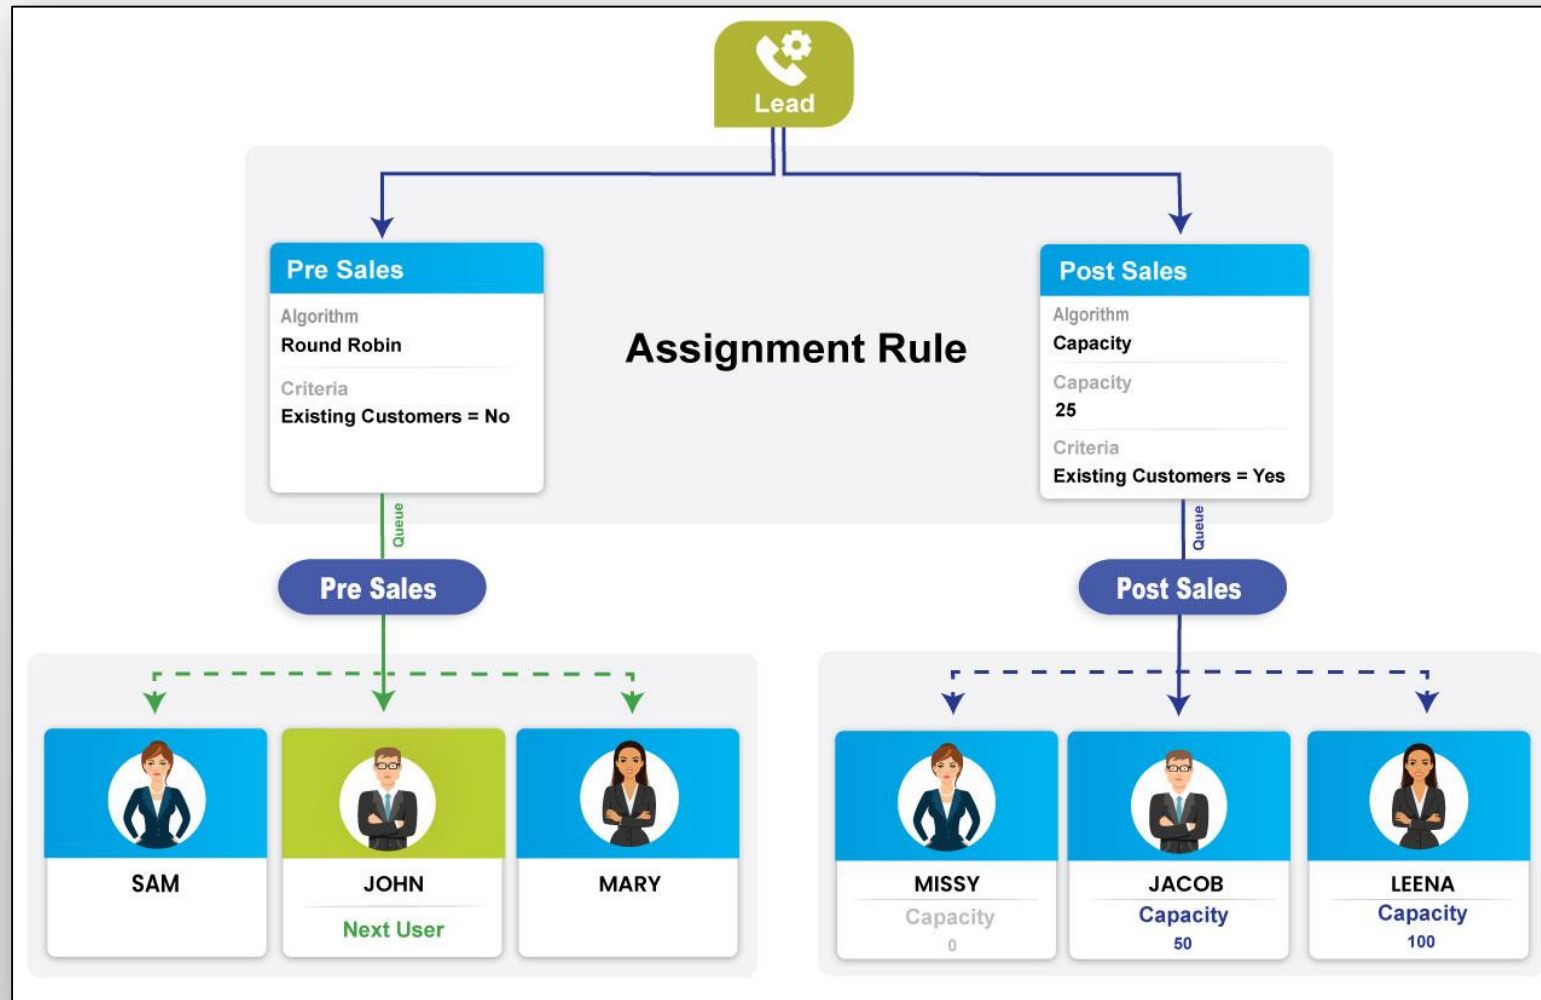 Lead
Pre Sales
Algorithm
Round Robin
Criteria
Existing Customers = No
Assignment Rule
Post Sales
Algorithm
Capacity
Capacity
25
Criteria
Existing Customers = Yes
Queue
Queue
Pre Sales
Post Sales
SAM
JOHN
Next User
MARY
MISSY
Capacity
0
JACOB
Capacity
50
LEENA
Capacity
100